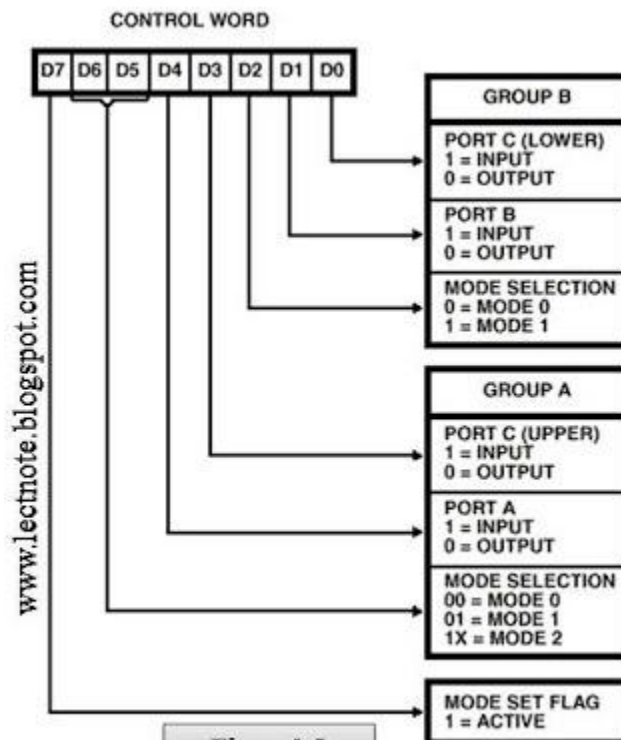 CONTROL WORD
D7 D6 D5 D4 D3 D2 D1 D0
GROUP B
PORT C (LOWER)
1 = INPUT
0 = OUTPUT
PORT B
1 = INPUT
0 = OUTPUT
MODE SELECTION
0 = MODE 0
1 = MODE 1
GROUP A
PORT C (UPPER)
1 = INPUT
0 = OUTPUT
PORT A
1 = INPUT
0 = OUTPUT
MODE SELECTION
00 = MODE 0
01 = MODE 1
1X = MODE 2
MODE SET FLAG
1 = ACTIVE
www.lectnote.blogspot.com